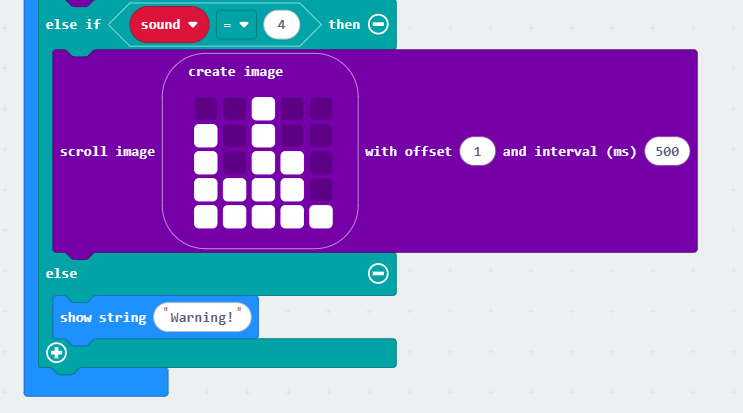 else if sound = 4 then
create image
scroll image with offset 1 and interval (ms) 500
else
show string "Warning!"